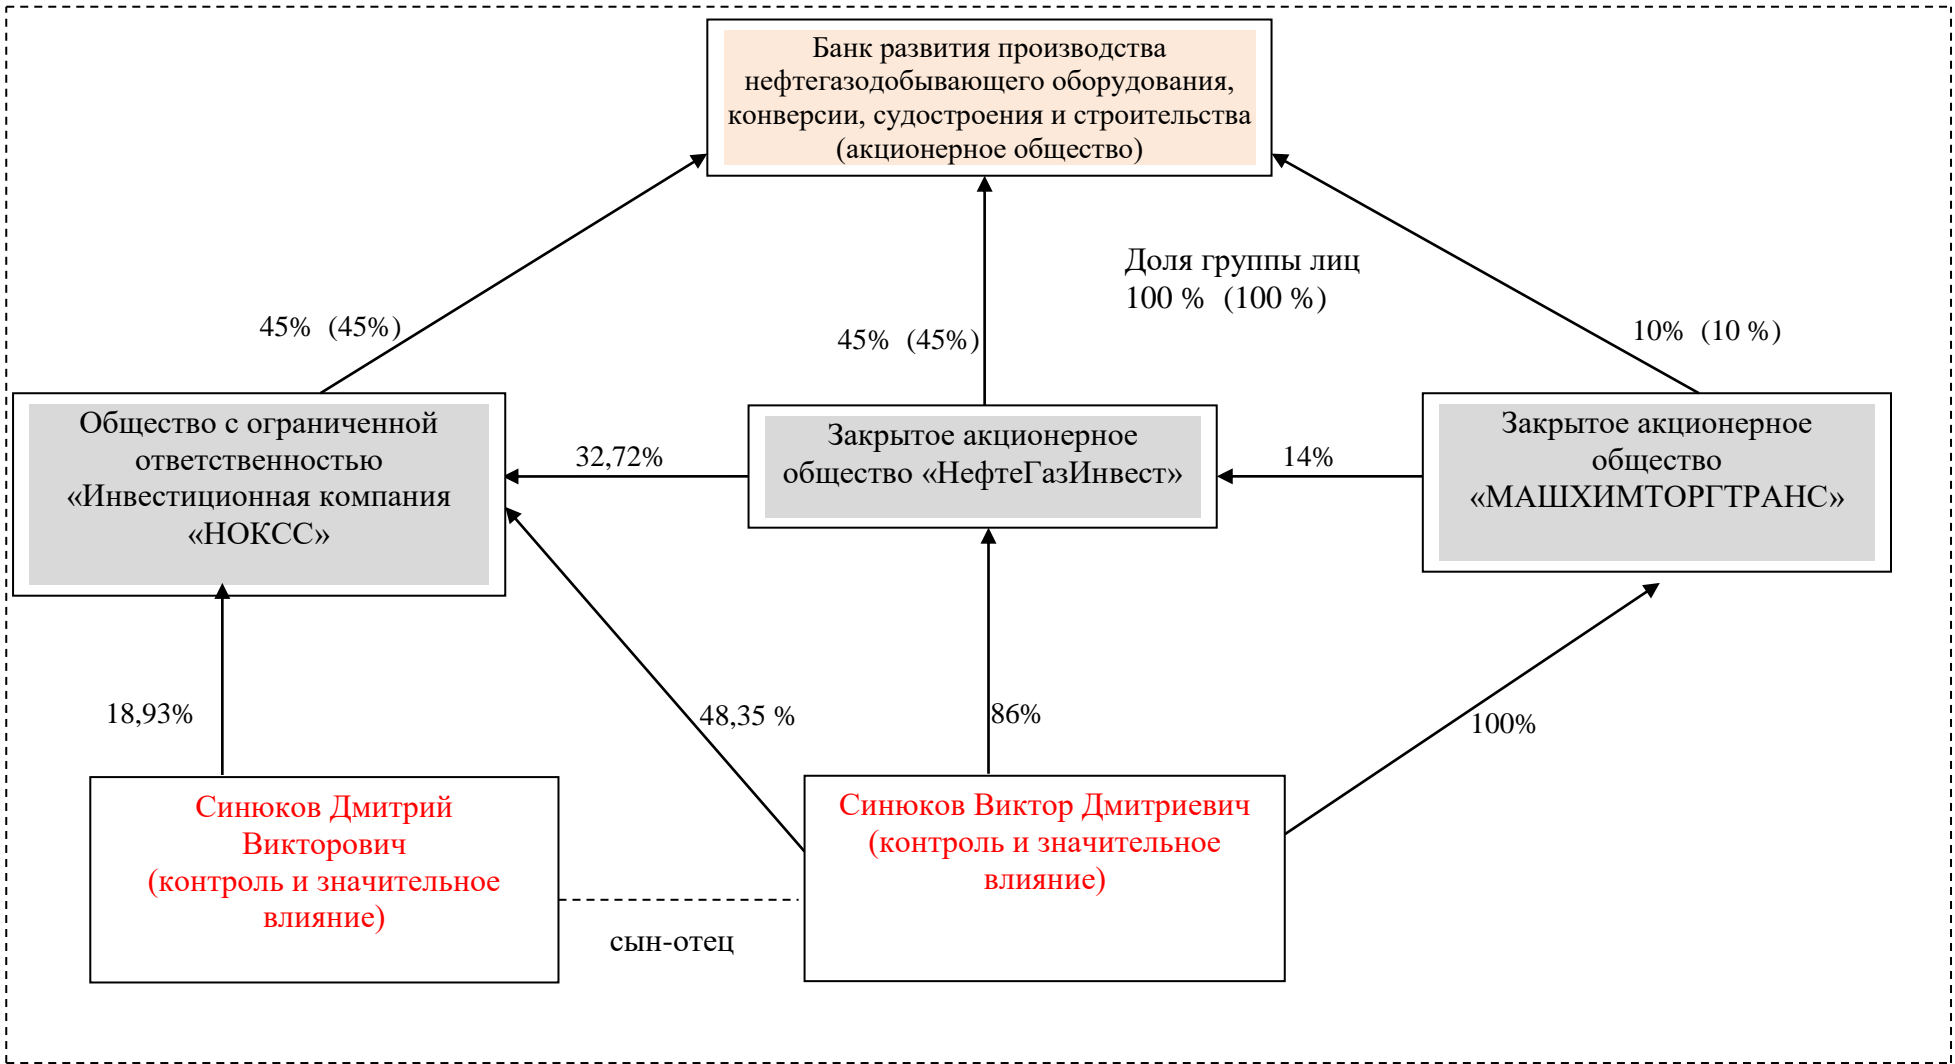 Банк развития производства
нефтегазодобывающего оборудования,
конверсии, судостроения и строительства
(акционерное общество)
Доля группы лиц
100 % (100 %)
45% (45%)
45% (45%)
10% (10 %)
Общество с ограниченной
ответственностью
«Инвестиционная компания
«НОКСС»
32,72%
Закрытое акционерное
общество «НефтеГазИнвест»
14%
Закрытое акционерное
общество
«МАШХИМТОРГТРАНС»
18,93%
48,35 %
86%
100%
Синюков Дмитрий
Викторович
(контроль и значительное
влияние)
сын-отец
Синюков Виктор Дмитриевич
(контроль и значительное
влияние)